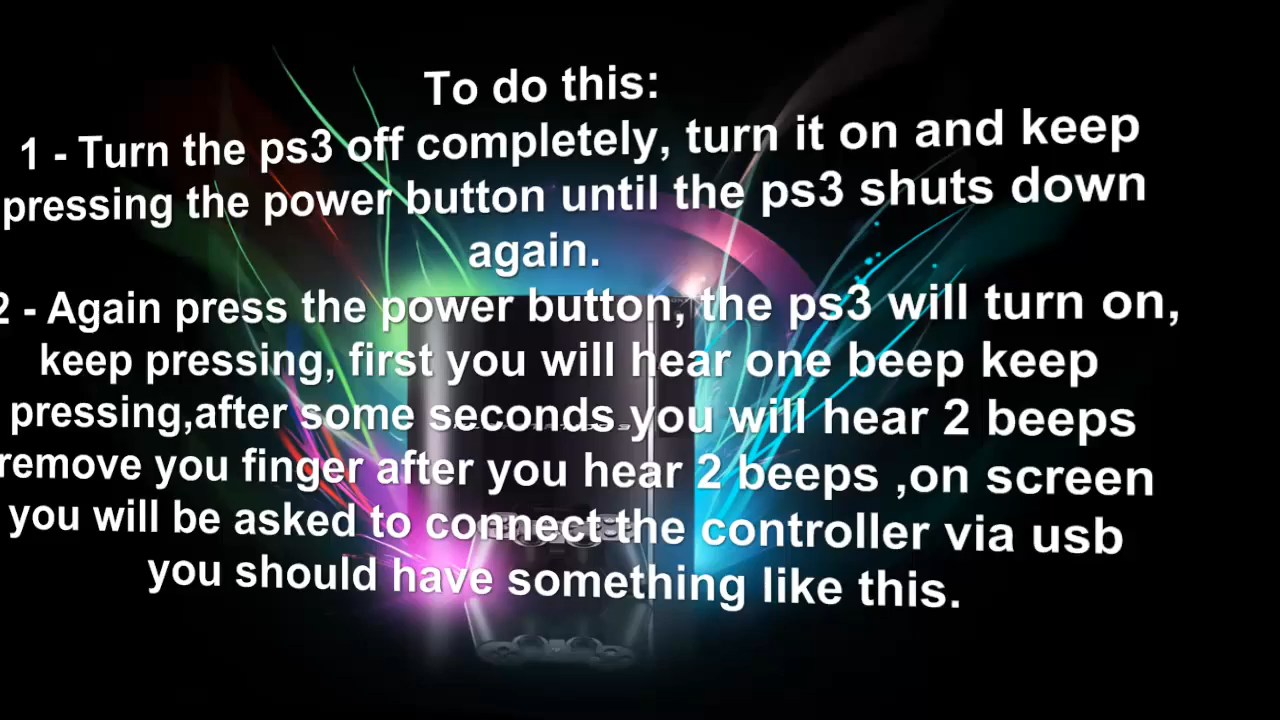 To do this:
1 - Turn the ps3 off completely, turn it on and keep
pressing the power button until the ps3 shuts down
again.
2 - Again press the power button, the ps3 will turn on,
keep pressing, first you will hear one beep keep
pressing,after some seconds you will hear 2 beeps
remove you finger after you hear 2 beeps ,on screen
you will be asked to connect the controller via usb
you should have something like this.